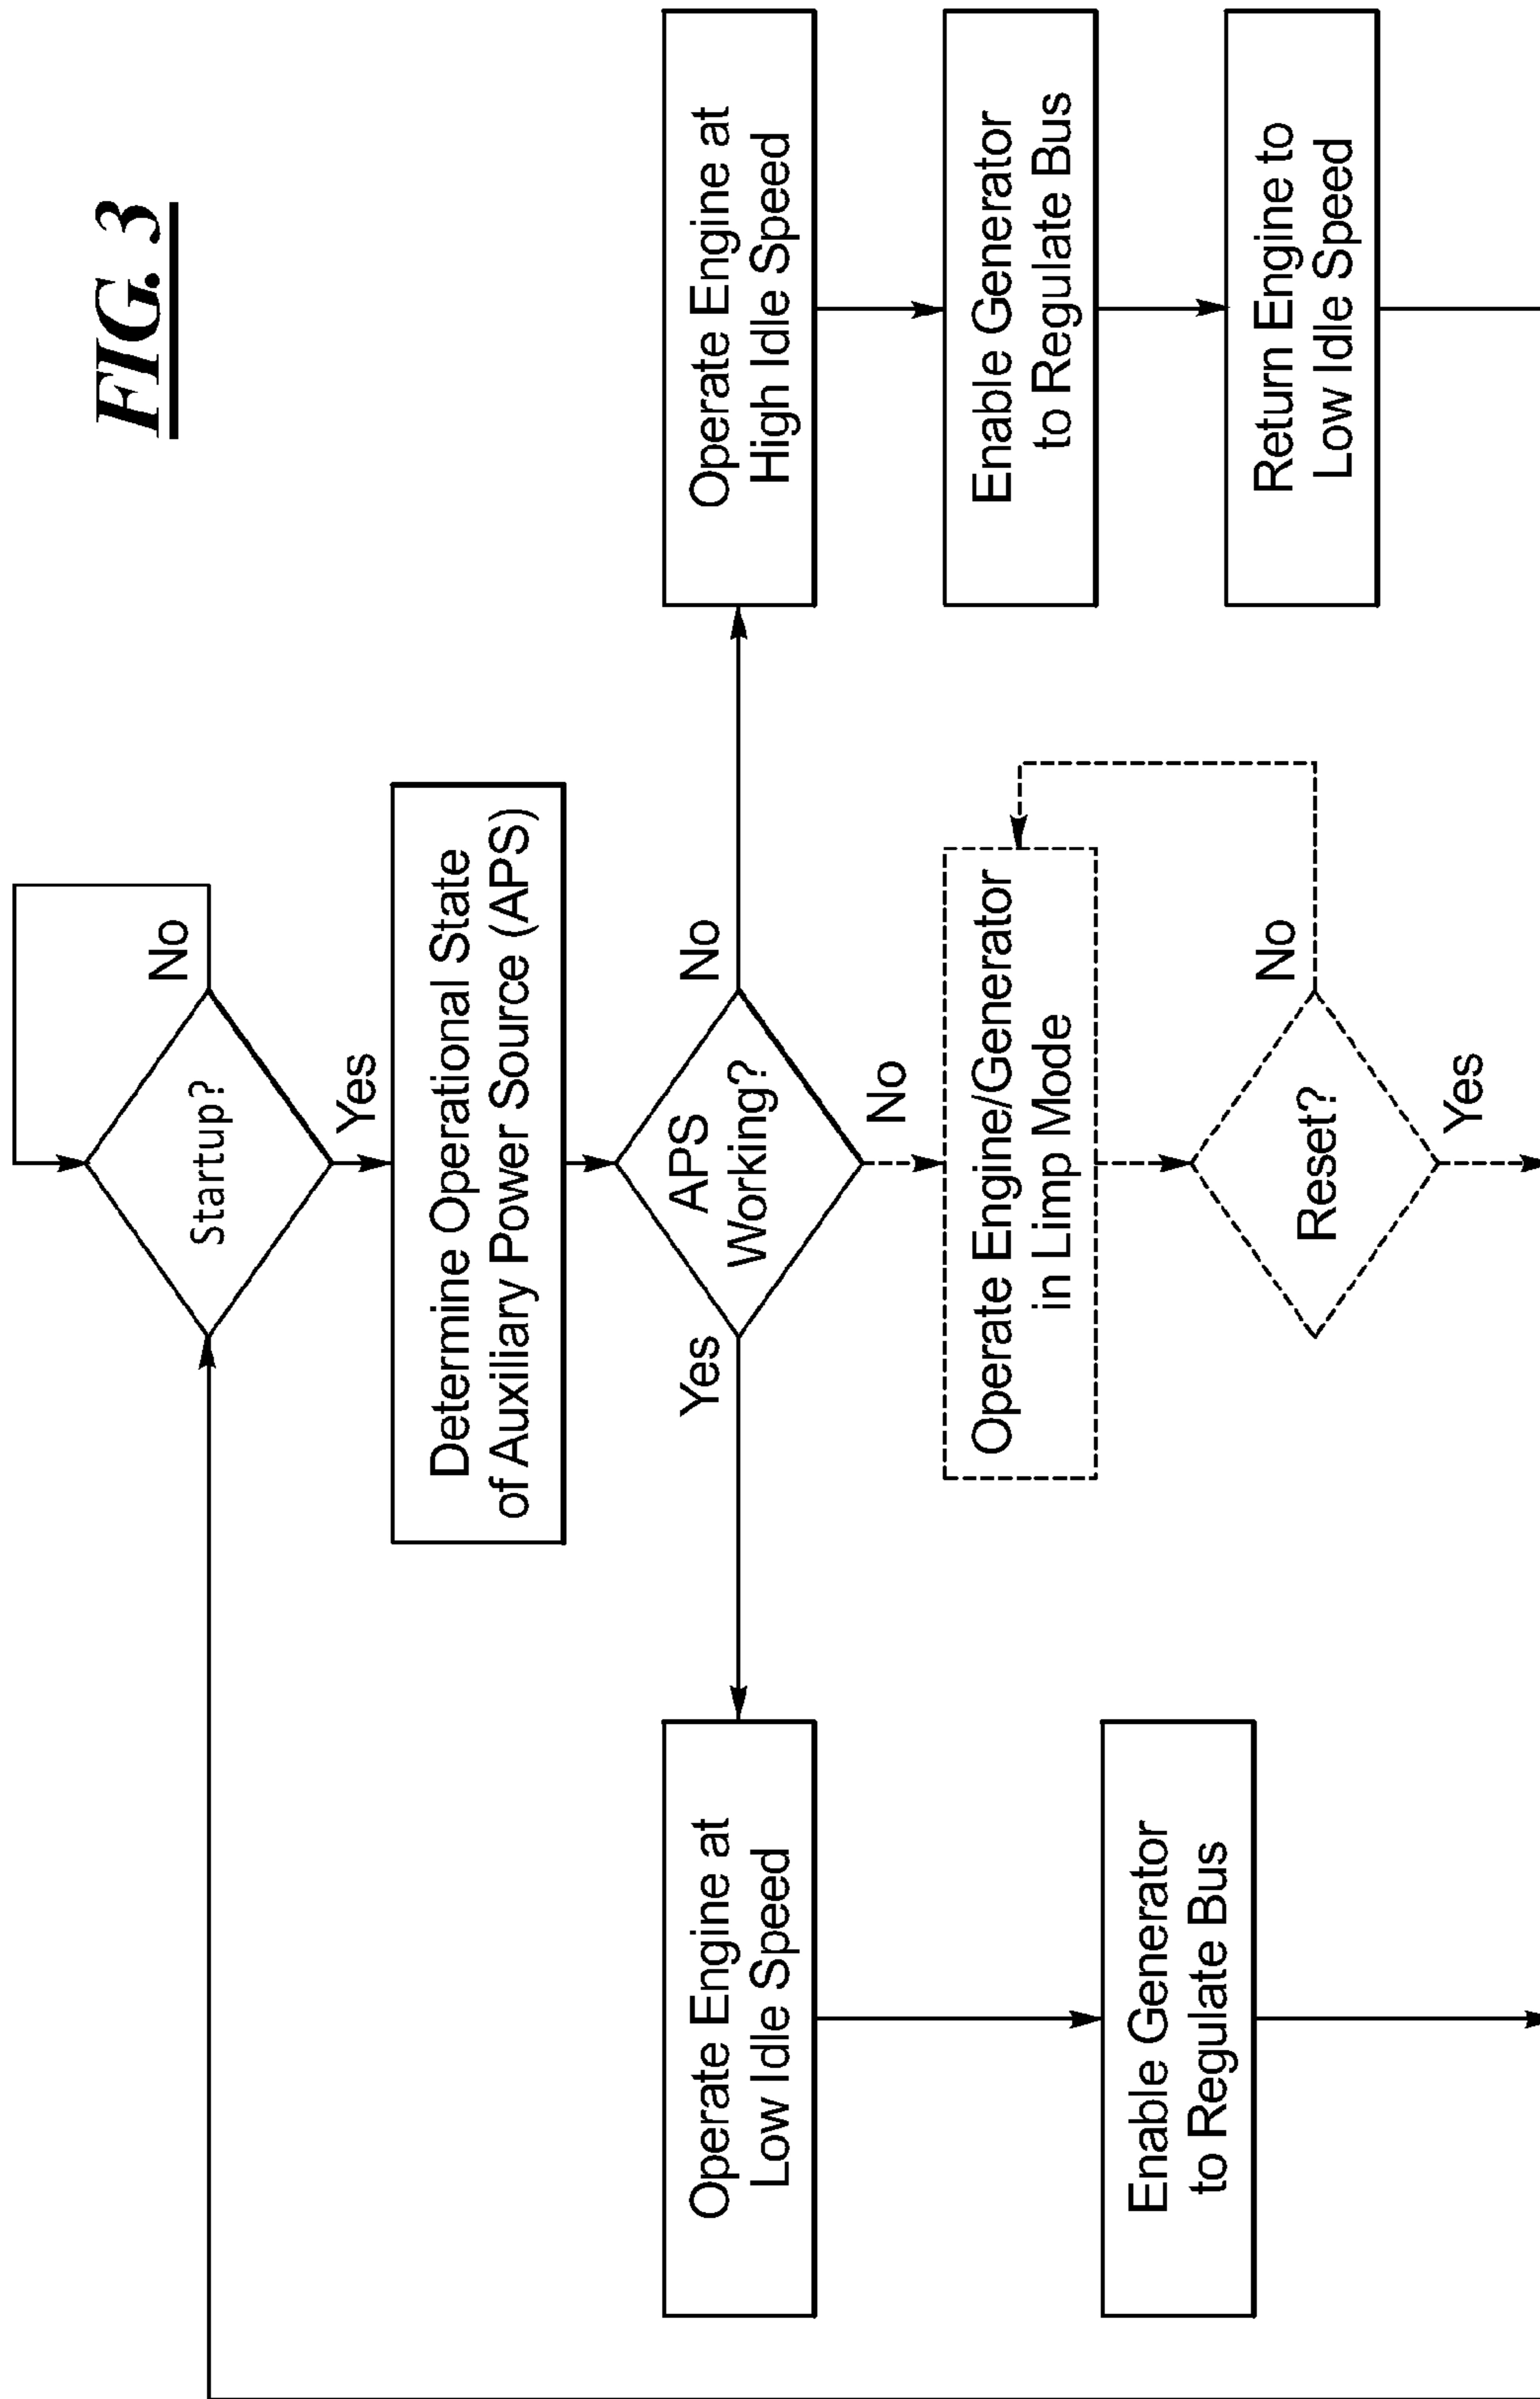 FIG. 3
Startup?
No
Yes
Determine Operational State
of Auxiliary Power Source (APS)
Yes
APS
Working?
No
No
Operate Engine at
Low Idle Speed
Enable Generator
to Regulate Bus
Operate Engine/Generator
in Limp Mode
Reset?
No
Yes
Operate Engine at
High Idle Speed
Enable Generator
to Regulate Bus
Return Engine to
Low Idle Speed